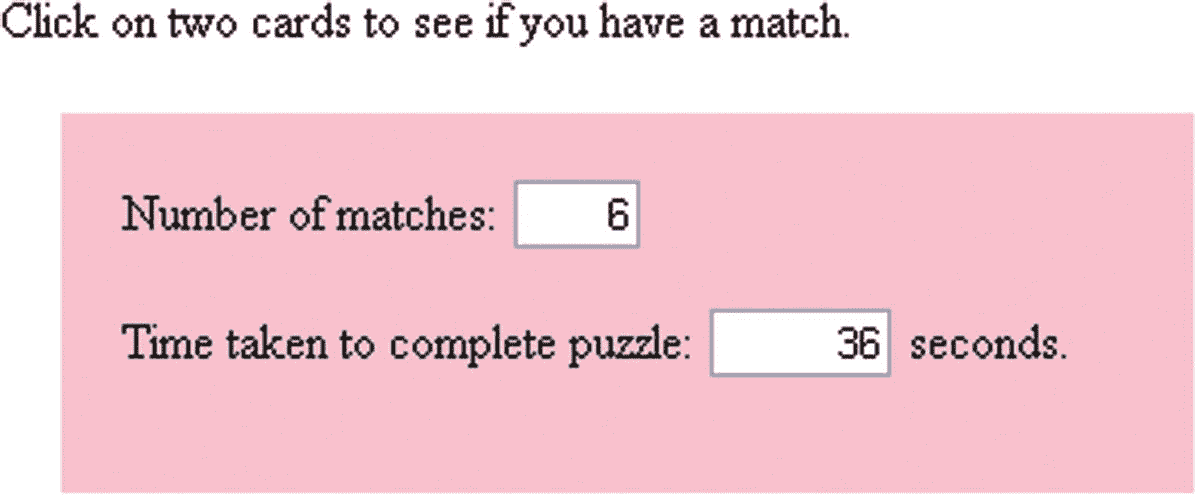 Click on two cards to see if you have a match.
Number of matches: 6
Time taken to complete puzzle: 36 seconds.